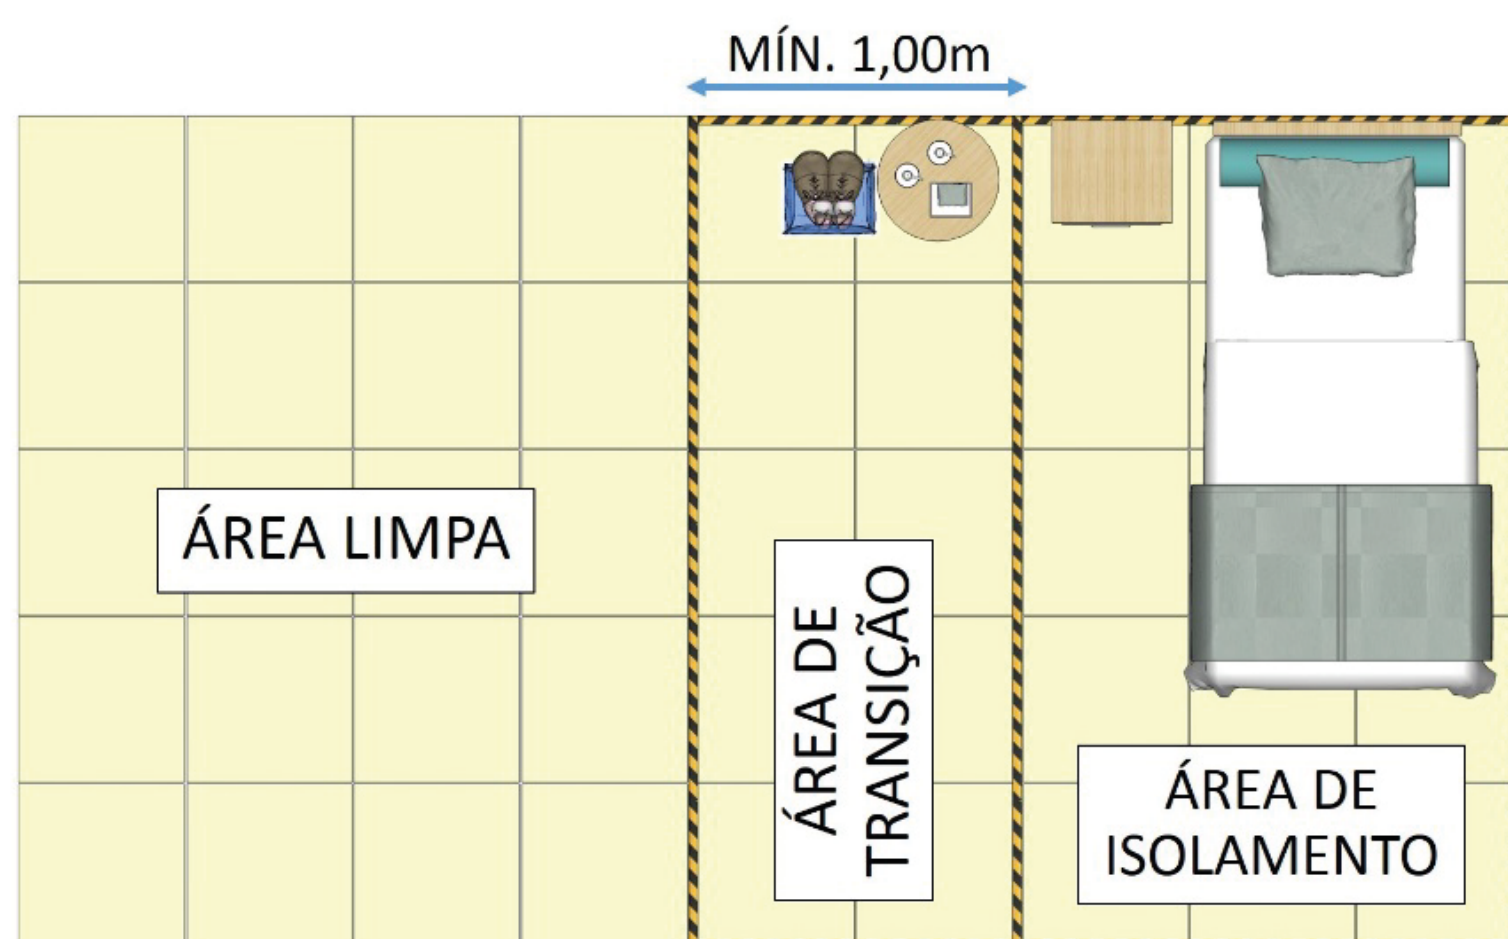 MÍN. 1,00m
ÁREA LIMPA
ÁREA DE
TRANSIÇÃO
ÁREA DE
ISOLAMENTO